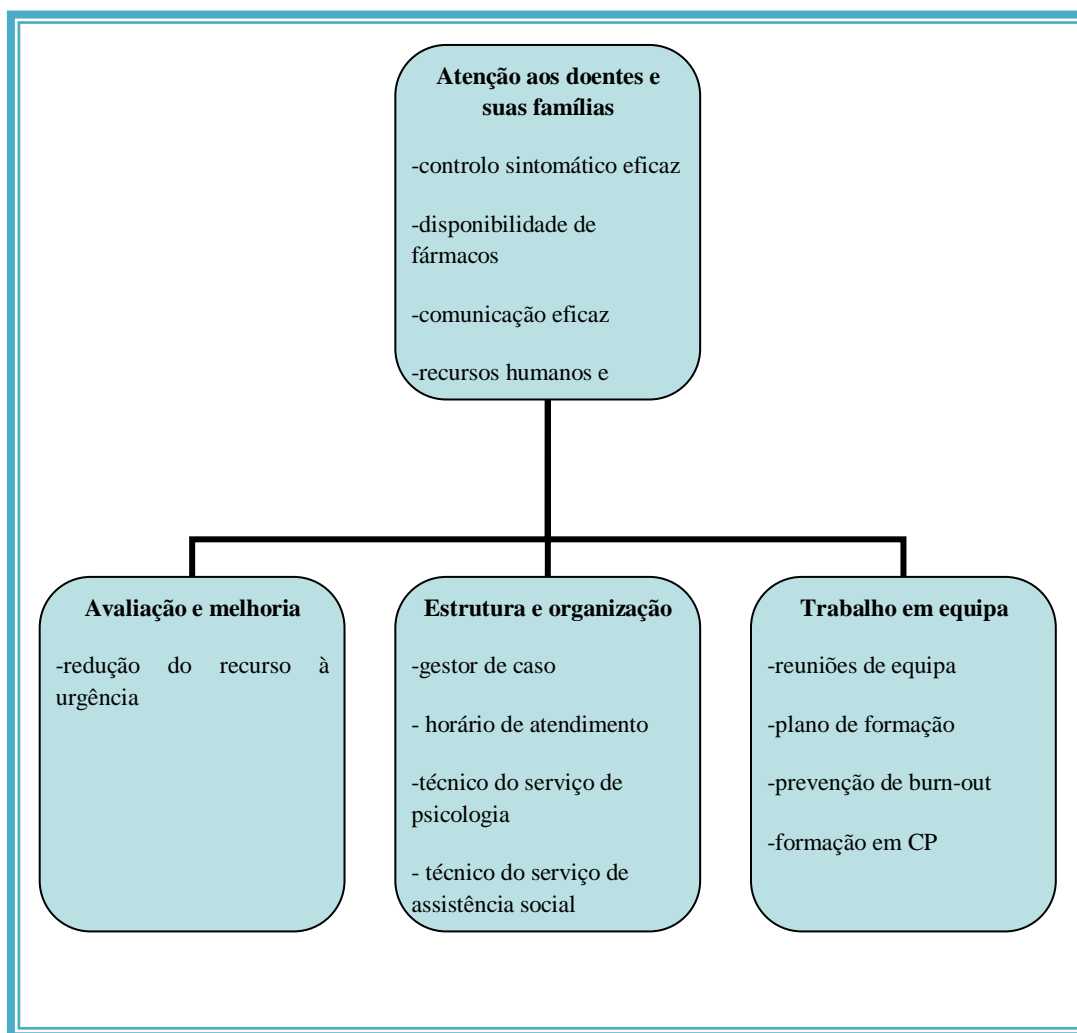 Atenção aos doentes e
suas famílias
-controlo sintomático eficaz
-disponibilidade de
fármacos
-comunicação eficaz
-recursos humanos e
Avaliação e melhoria
-redução do recurso à
urgência
Estrutura e organização
-gestor de caso
- horário de atendimento
-técnico do serviço de
psicologia
- técnico do serviço de
assistência social
Trabalho em equipa
-reuniões de equipa
-plano de formação
-prevenção de burn-out
-formação em CP